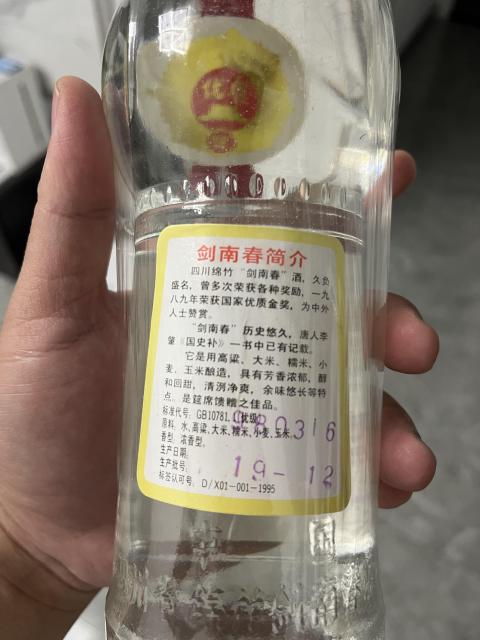 剑南春简介
四川绵竹“剑南春”酒，久负
盛名，曾多次荣获各种奖励，一九
八九年荣获国家优质金奖，为中外
人士赞赏。
“剑南春”历史悠久，唐人李
肇《国史补》一书中已有记载。
它是用高粱、大米、糯米、小
麦、玉米酿造，具有芳香浓郁，醇
和回甜，清洌净爽，余味悠长等特
点。是筵席馈赠之佳品。
标准代号：GB10781.1(优级)
原料：水、高粱、大米、糯米、小麦、玉米。
香型：浓香型。
980316
生产日期：
生产批号：
19-12
标签认可号：D/X01-001-1995